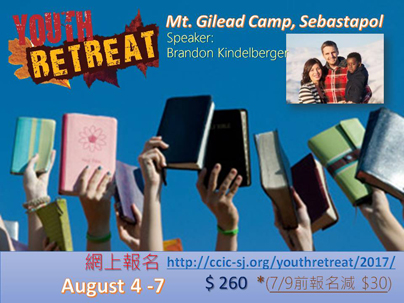 YOUTH
RETREAT
Mt. Gilead Camp, Sebastapol
Speaker:
Brandon Kindelberger
網上報名 http://ccic-sj.org/youthretreat/2017/
August 4 -7 $ 260 *(7/9前報名減 $30)